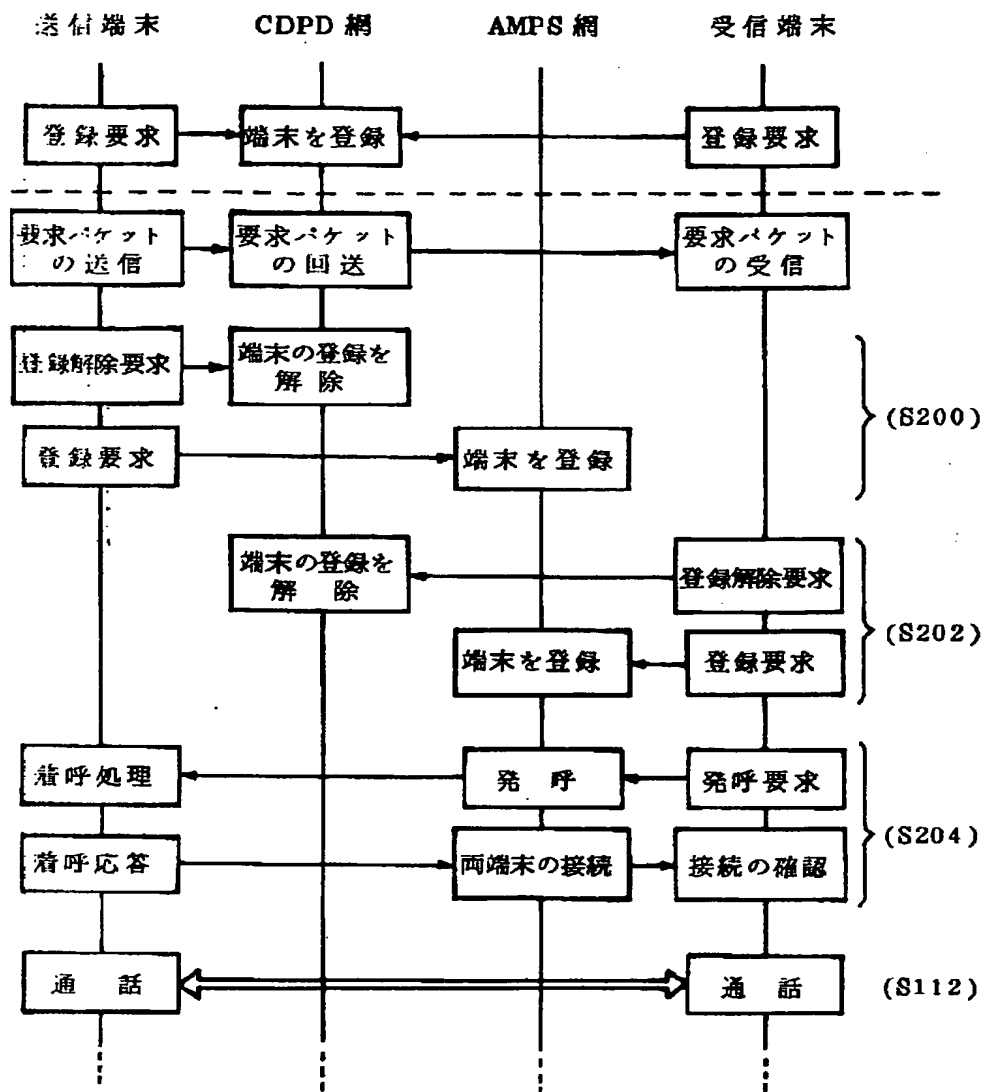 送信端末 CDPD網 AMPS網 受信端末
登録要求 端末を登録 登録要求
要求パケット 要求パケット 要求パケット
の送信 の回送 の受信
登録解除要求 端末の登録を
解除
(S200)
登録要求 端末を登録
端末の登録を 登録解除要求
解除
(S202)
端末を登録 登録要求
着呼処理 発呼 発呼要求
(S204)
着呼応答 両端末の接続 接続の確認
通話 通話 (S112)